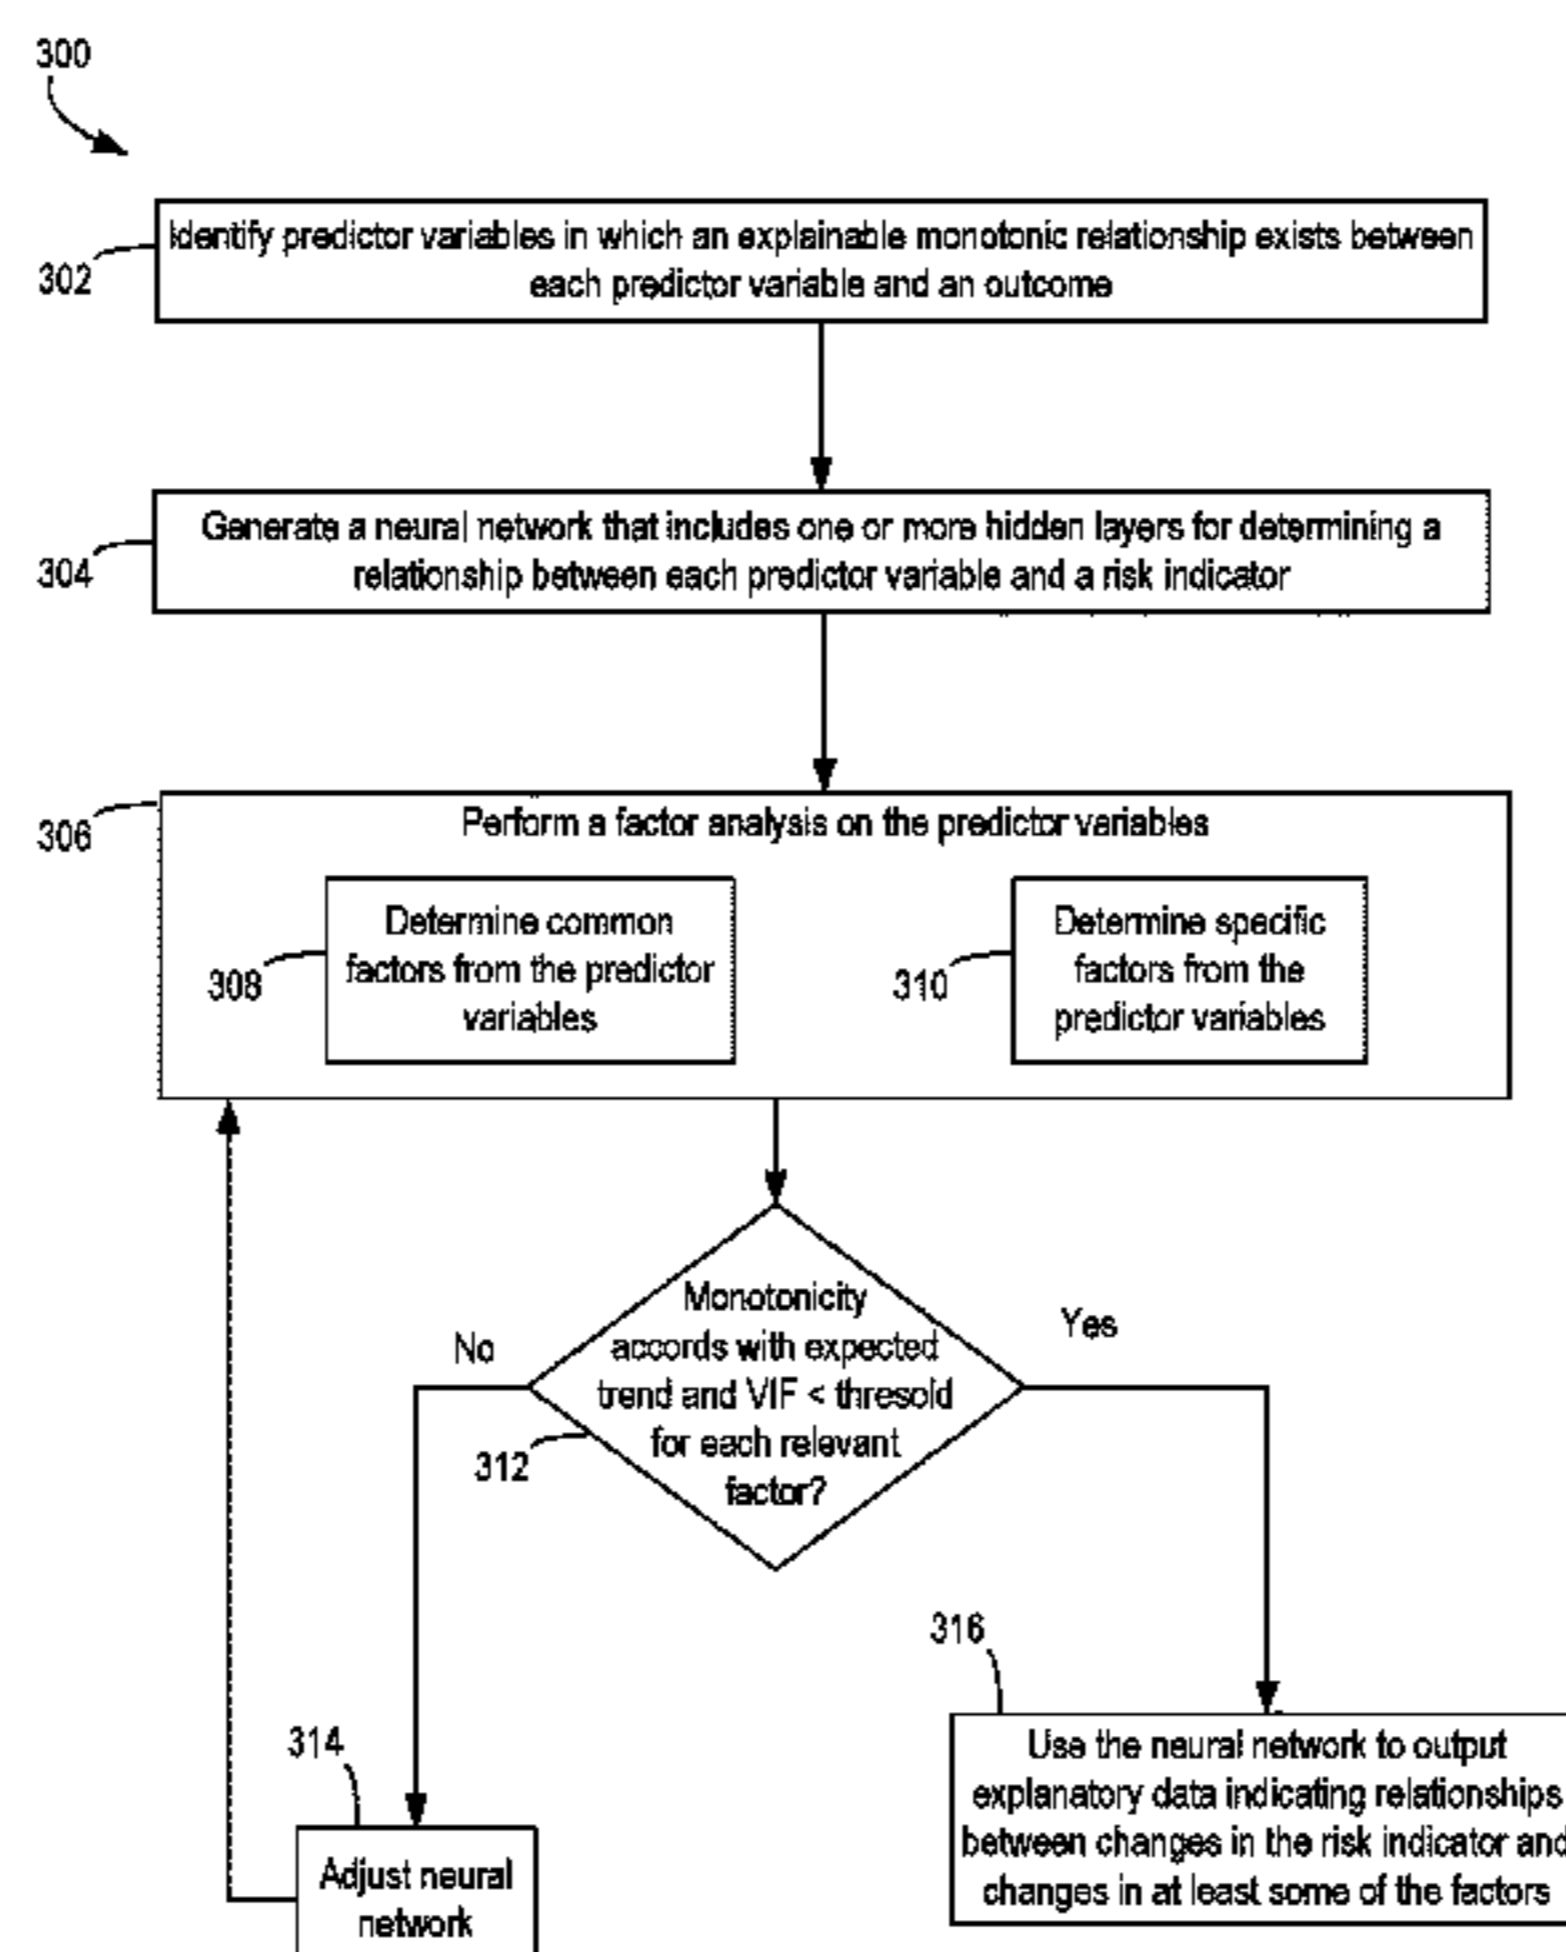 300
302
Identify predictor variables in which an explainable monotonic relationship exists between
each predictor variable and an outcome
304
Generate a neural network that includes one or more hidden layers for determining a
relationship between each predictor variable and a risk indicator
306
Perform a factor analysis on the predictor variables
308
Determine common
factors from the predictor
variables
310
Determine specific
factors from the
predictor variables
Monotonicity
accords with expected
trend and VIF < thresold
for each relevant
factor?
312
No
Yes
314
Adjust neural
network
316
Use the neural network to output
explanatory data indicating relationships
between changes in the risk indicator and
changes in at least some of the factors